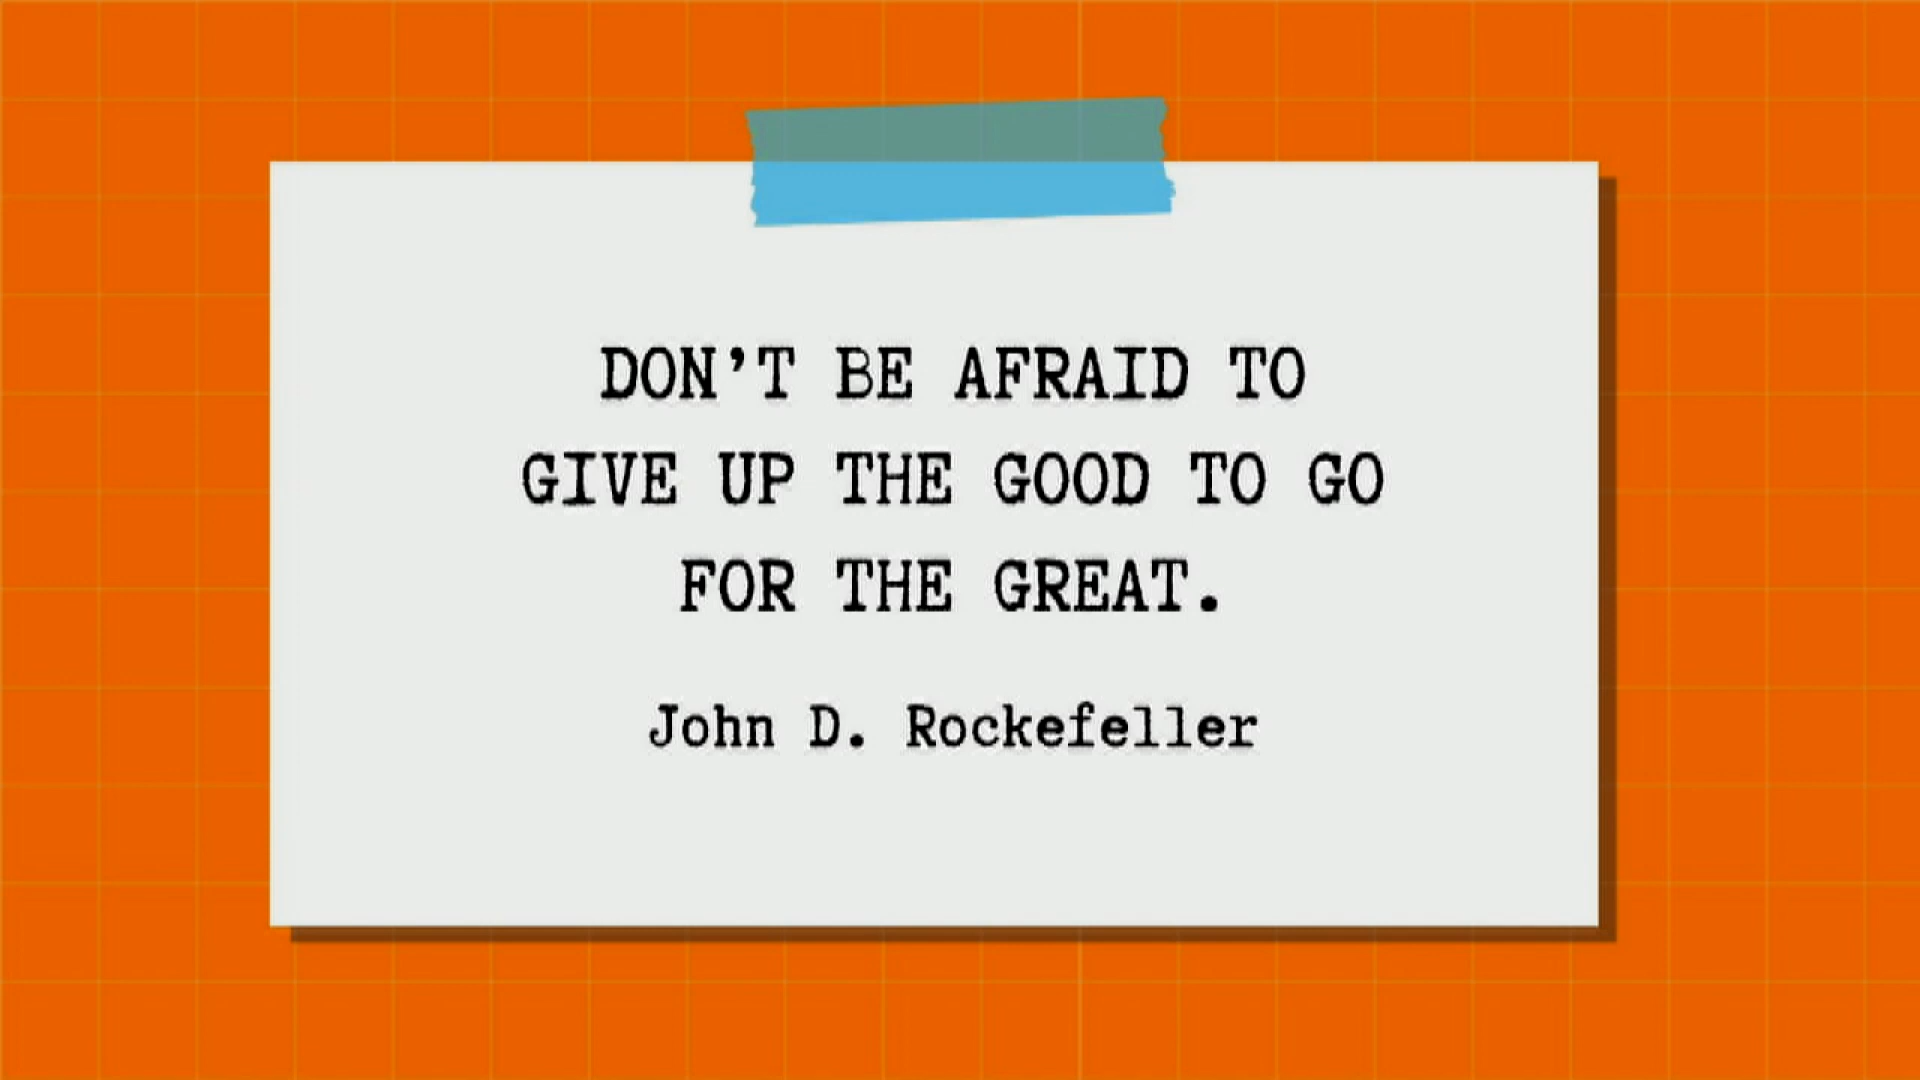 DON’T BE AFRAID TO
GIVE UP THE GOOD TO GO
FOR THE GREAT.
John D. Rockefeller